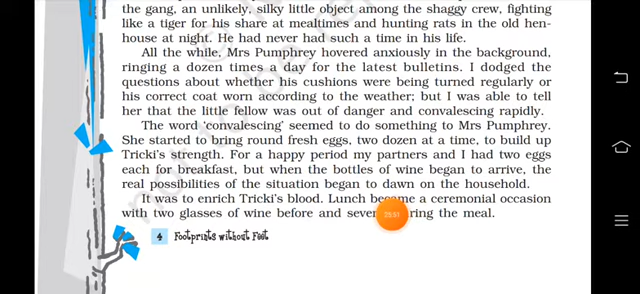 the gang, an unlikely, silky little object among the shaggy crew, fighting
like a tiger for his share at mealtimes and hunting rats in the old hen-
house at night. He had never had such a time in his life.
All the while, Mrs Pumphrey hovered anxiously in the background,
ringing a dozen times a day for the latest bulletins. I dodged the
questions about whether his cushions were being turned regularly or
his correct coat worn according to the weather; but I was able to tell
her that the little fellow was out of danger and convalescing rapidly.
The word ‘convalescing’ seemed to do something to Mrs Pumphrey.
She started to bring round fresh eggs, two dozen at a time, to build up
Tricki's strength. For a happy period my partners and I had two eggs
each for breakfast, but when the bottles of wine began to arrive, the
real possibilities of the situation began to dawn on the household.
It was to enrich Tricki's blood. Lunch became a ceremonial occasion
with two glasses of wine before and several during the meal.
4 Footprints without Feet